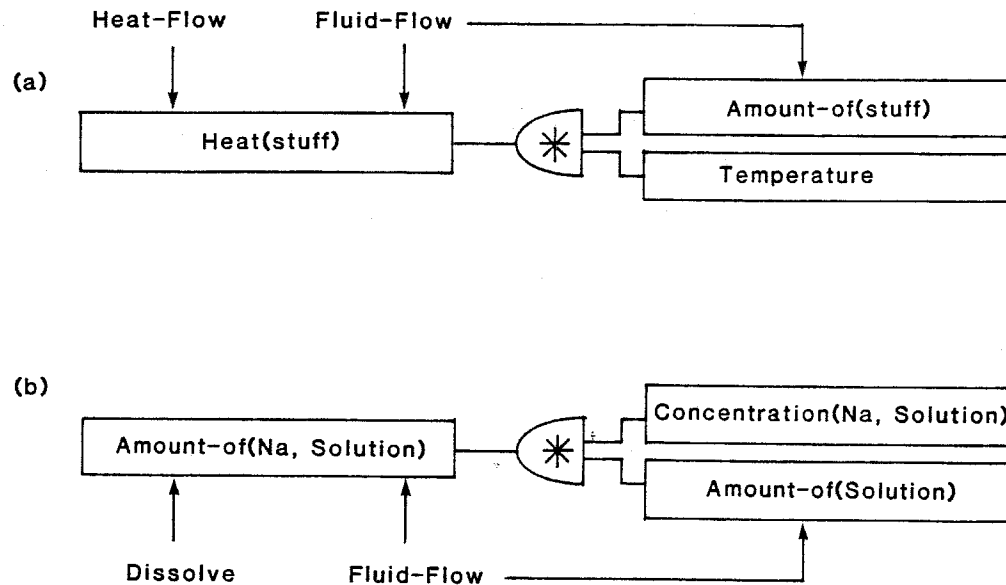 Heat-Flow Fluid-Flow
(a)
Amount-of(stuff)
Heat(stuff)
*
Temperature
(b)
Concentration(Na, Solution)
Amount-of(Na, Solution)
*
Amount-of(Solution)
Dissolve Fluid-Flow